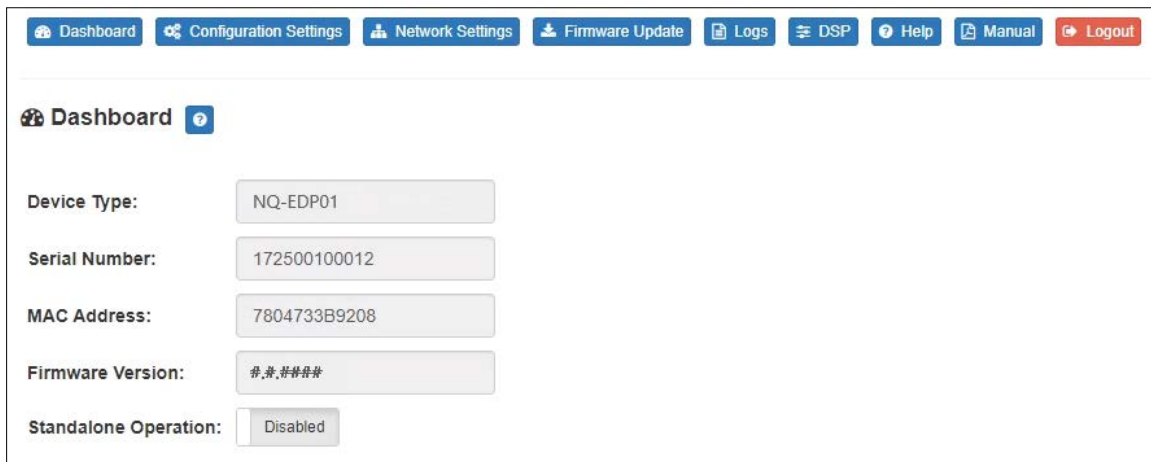 Dashboard Configuration Settings Network Settings Firmware Update Logs DSP Help Manual Logout
Dashboard
Device Type: NQ-EDP01
Serial Number: 172500100012
MAC Address: 7804733B9208
Firmware Version: #.#.####
Standalone Operation: Disabled